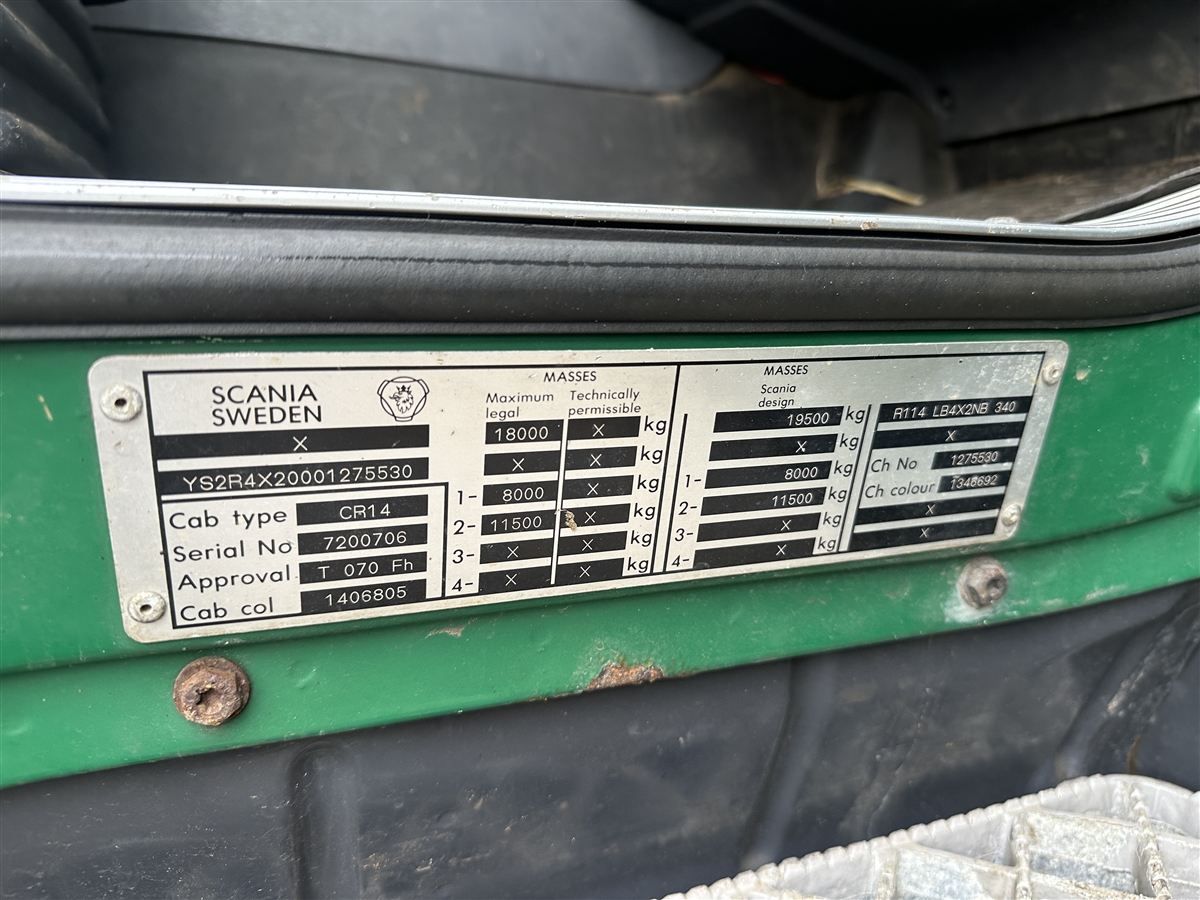 SCANIA
SWEDEN
X
YS2R4X20001275530
Cab type CR14
Serial No 7200706
Approval T 070 Fh
Cab col 1406805
MASSES
Maximum legal Technically permissible
18000 X kg
X X kg
1- 8000 X kg
2- 11500 X kg
3- X X kg
4- X X kg
MASSES
Scania design
19500 kg
X kg
1- 8000 kg
2- 11500 kg
3- X kg
4- X kg
R114 LB4X2NB 340
X
Ch No 1275530
Ch colour 1348692
X
X